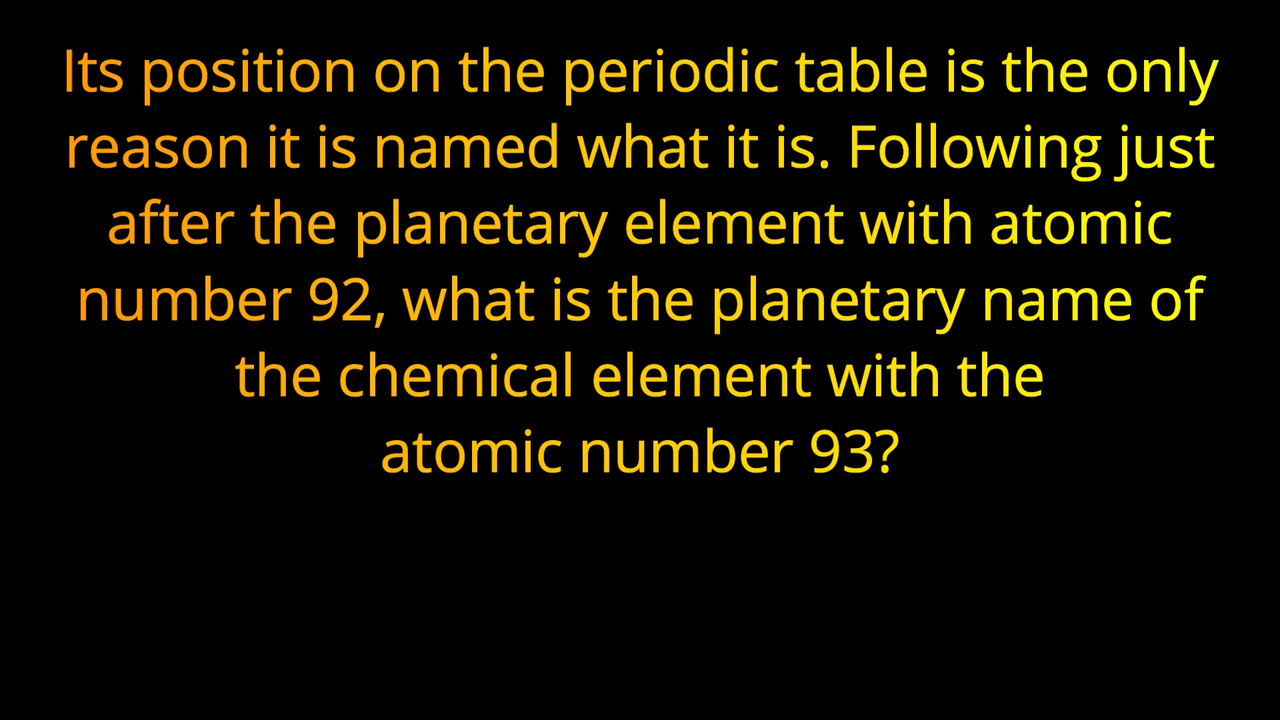 Its position on the periodic table is the only
reason it is named what it is. Following just
after the planetary element with atomic
number 92, what is the planetary name of
the chemical element with the
atomic number 93?